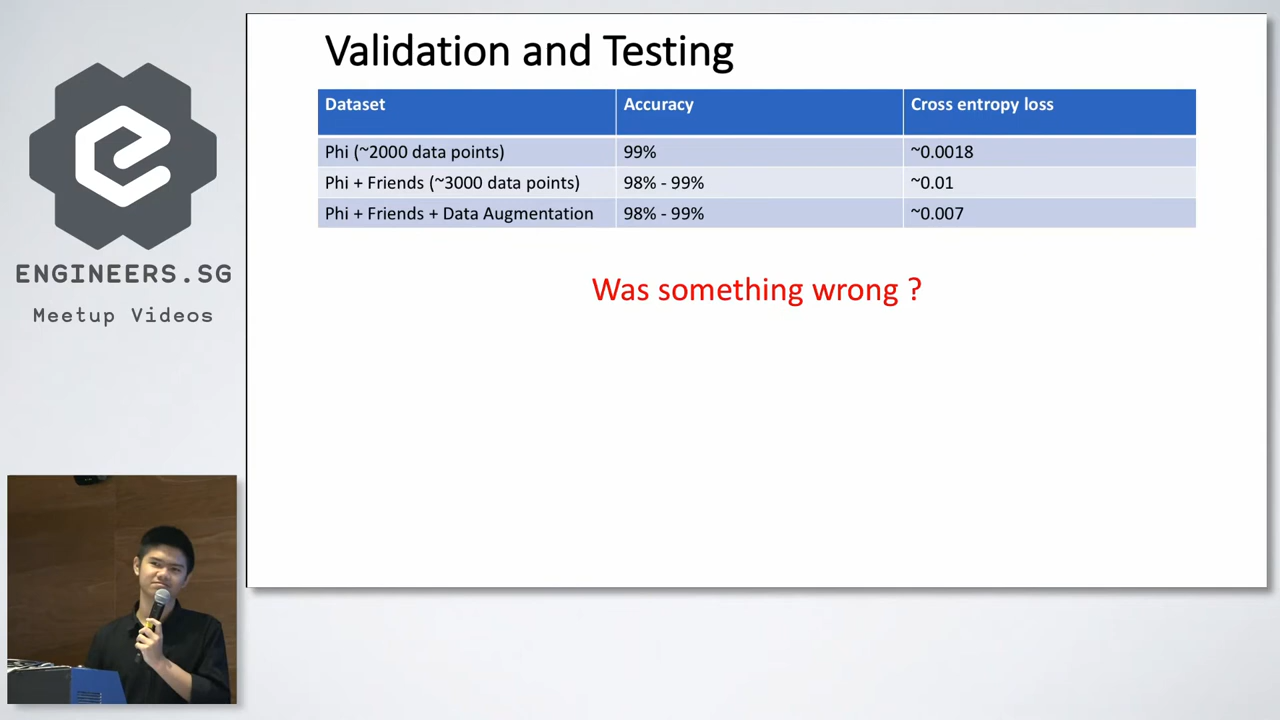 Validation and Testing
Dataset Accuracy Cross entropy loss
Phi (~2000 data points) 99% ~0.0018
Phi + Friends (~3000 data points) 98% - 99% ~0.01
Phi + Friends + Data Augmentation 98% - 99% ~0.007
Was something wrong ?
ENGINEERS.SG
Meetup Videos